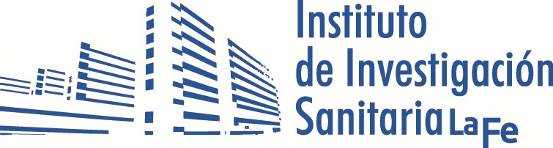 Instituto
de Investigación
Sanitaria La Fe